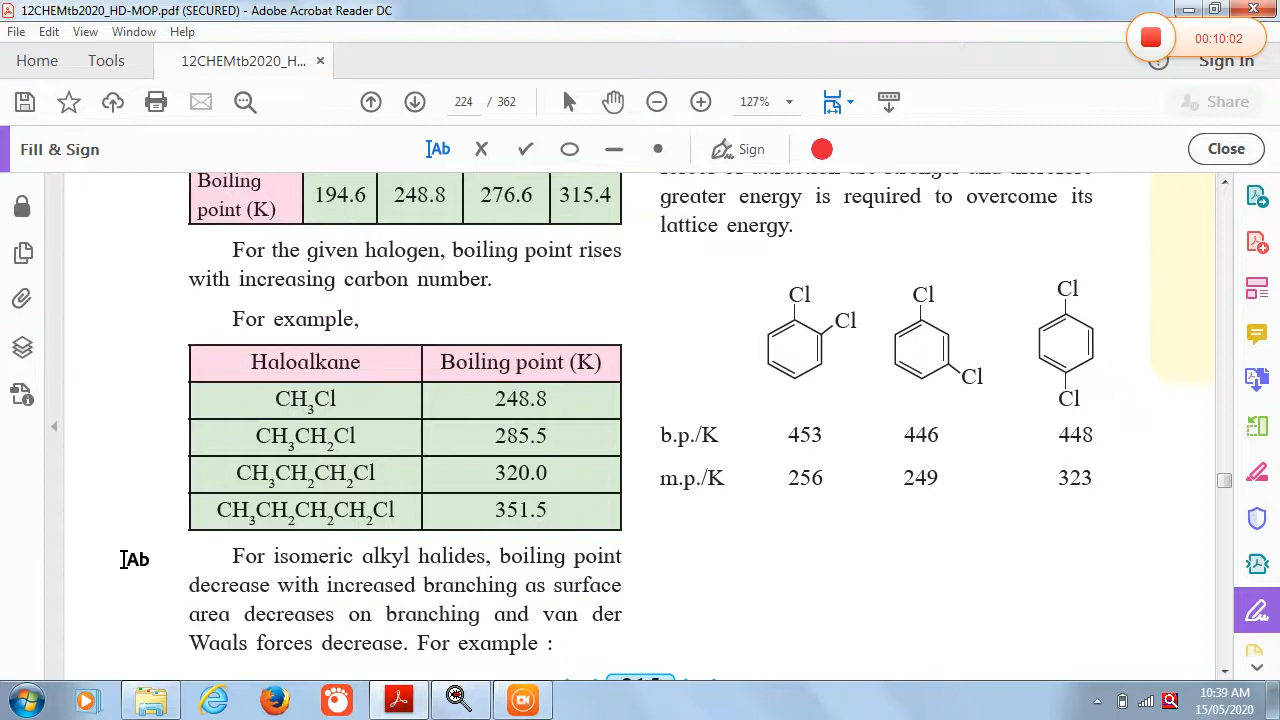 12CHEMtb2020_HD-MOP.pdf (SECURED) - Adobe Acrobat Reader DC
File Edit View Window Help
00:10:02
Home Tools 12CHEMtb2020_H... × Sign In
224 / 362 127% Share
Fill & Sign Ab Sign Close
Boiling point (K) 194.6 248.8 276.6 315.4
For the given halogen, boiling point rises
with increasing carbon number.
For example,
Haloalkane Boiling point (K)
CH3Cl 248.8
CH3CH2Cl 285.5
CH3CH2CH2Cl 320.0
CH3CH2CH2CH2Cl 351.5
For isomeric alkyl halides, boiling point
decrease with increased branching as surface
area decreases on branching and van der
Waals forces decrease. For example :
Ab
greater energy is required to overcome its
lattice energy.
Cl Cl Cl
Cl Cl Cl
b.p./K 453 446 448
m.p./K 256 249 323
10:39 AM
15/05/2020